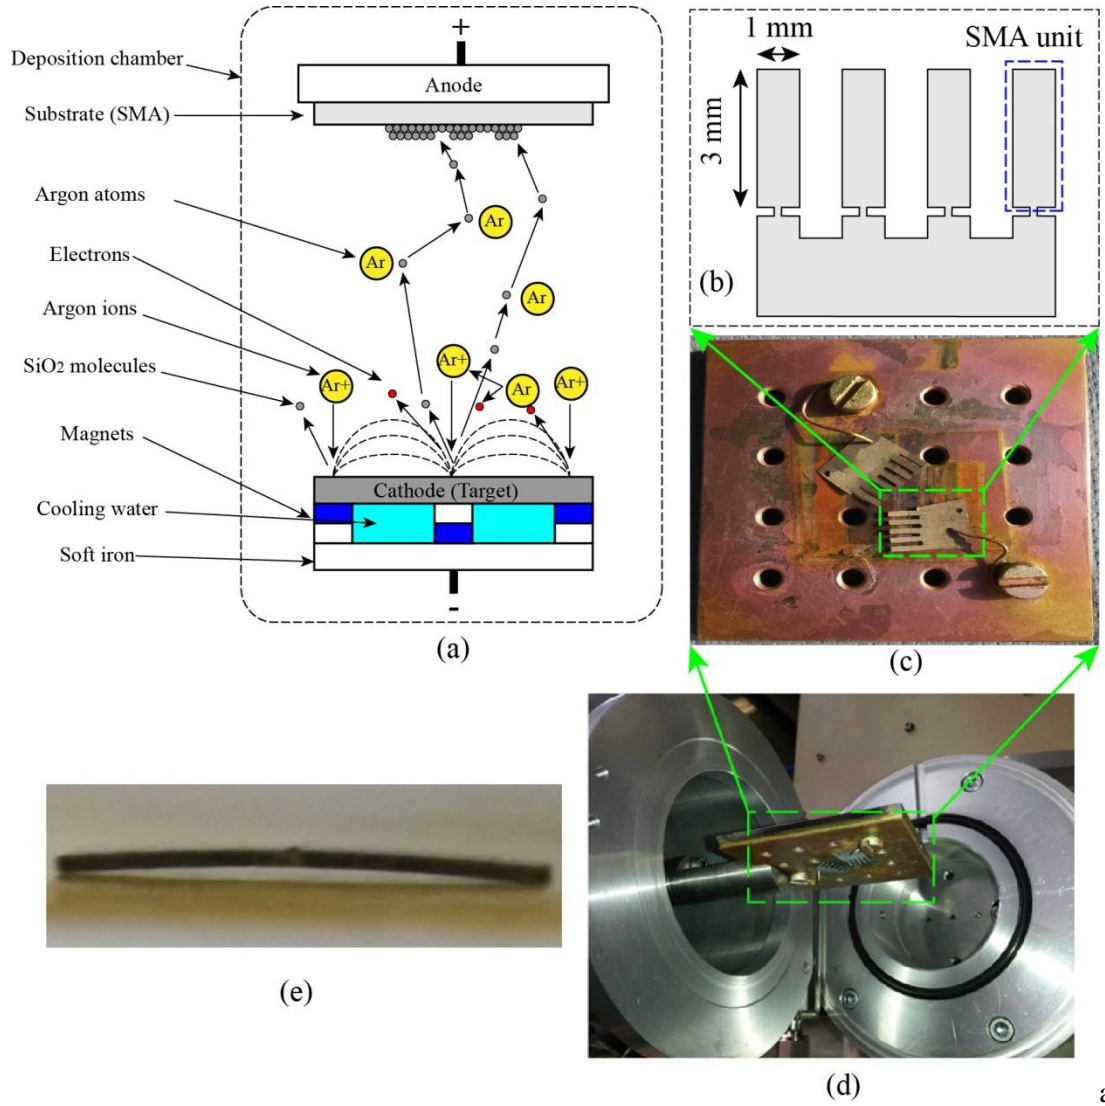 +
Deposition chamber
Anode
Substrate (SMA)
Argon atoms
Ar
Electrons
Ar
Argon ions
Ar
SiO2 molecules
Ar+
Ar+
Ar
Ar+
Magnets
Cathode (Target)
Cooling water
Soft iron
-
(a)
1 mm
SMA unit
3 mm
(b)
(c)
(d)
(e)
a